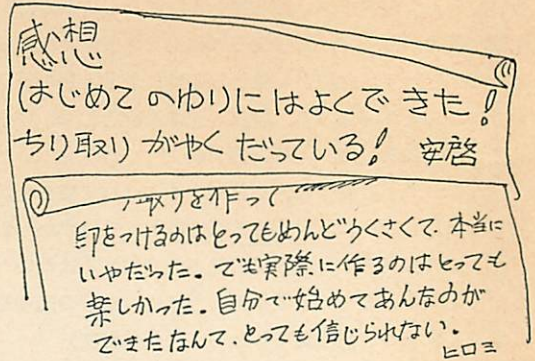 感想
はじめての中りにはよくできた!
ちり取りがやくだっている! 安啓
取りを作って
印をつけるのはとってもめんどうくさくて、本当に
いやだった。でも実際に作るのはとっても
楽しかった。自分で始めてあんなのが
できたなんて、とっても信じられない。
ヒロミ